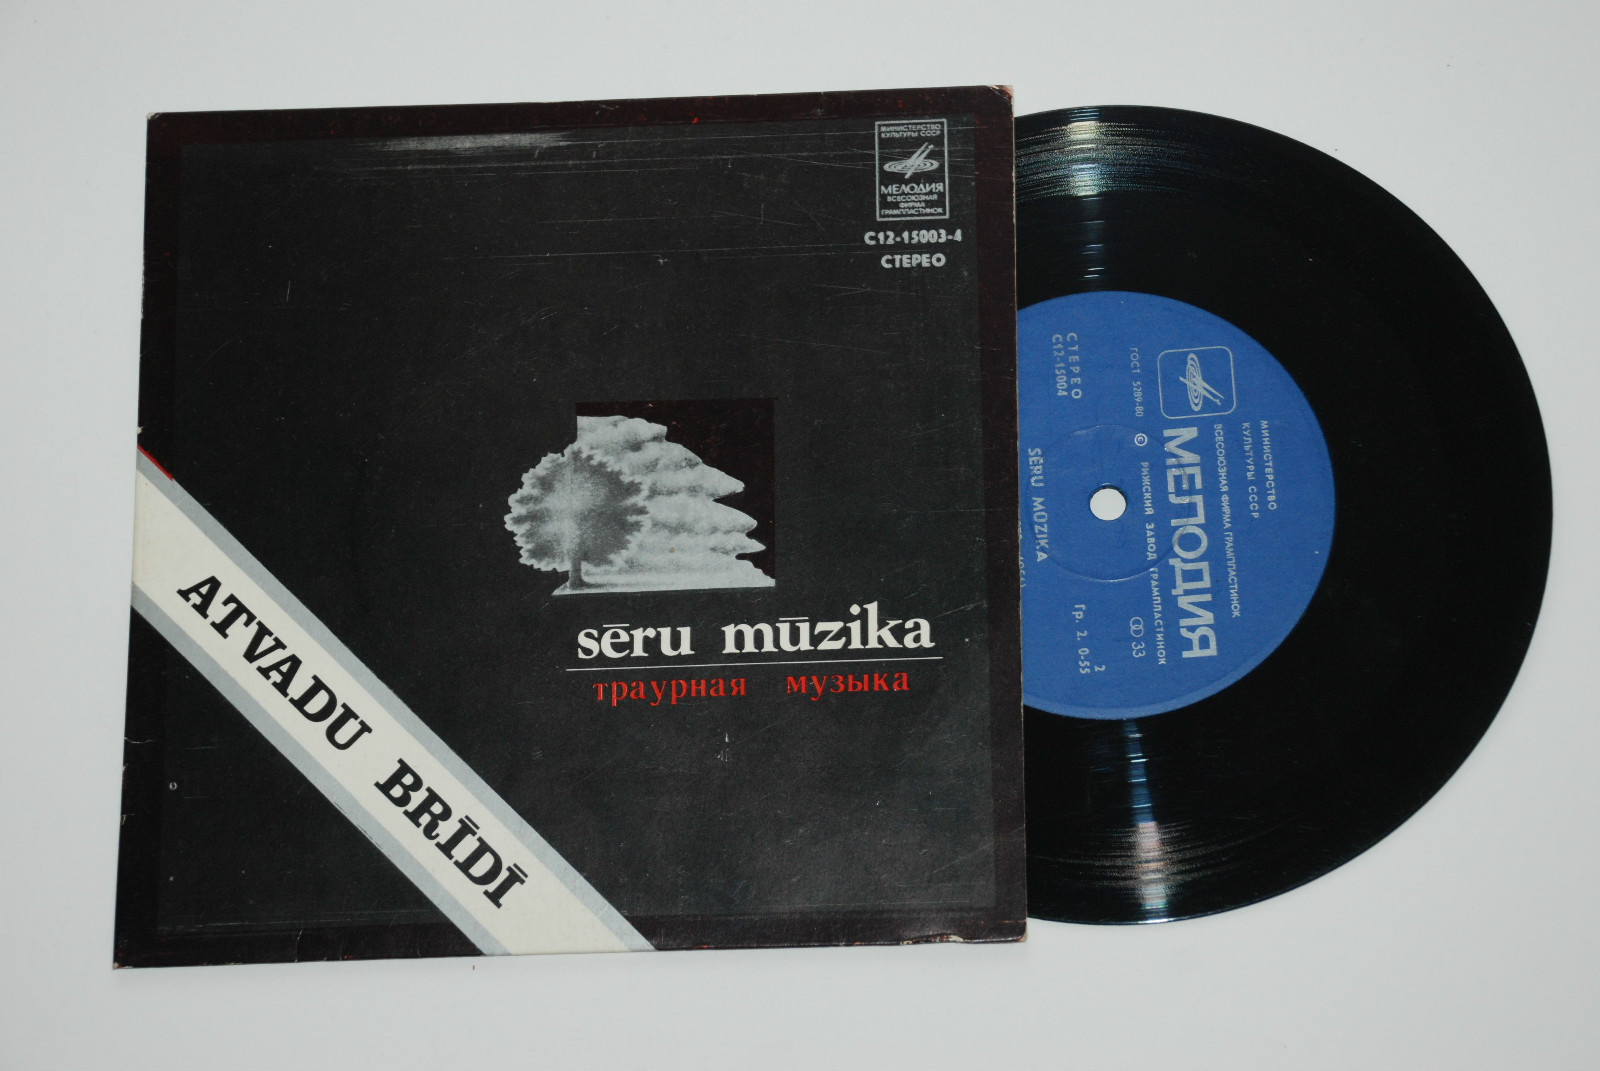 МИНИСТЕРСТВО
КУЛЬТУРЫ СССР
МЕЛОДИЯ
ВСЕСОЮЗНАЯ
ФИРМА
ГРАМПЛАСТИНОК
С12-15003-4
СТЕРЕО
sēru mūzika
траурная музыка
ATVADU BRĪDĪ
МИНИСТЕРСТВО
КУЛЬТУРЫ СССР
ВСЕСОЮЗНАЯ ФИРМА ГРАМПЛАСТИНОК
МЕЛОДИЯ
РИЖСКИЙ ЗАВОД ГРАМПЛАСТИНОК
ГОСТ 5289-80 ©
33
СТЕРЕО
С12-15004
2
Гр. 2. 0-55
SĒRU MŪZIKA